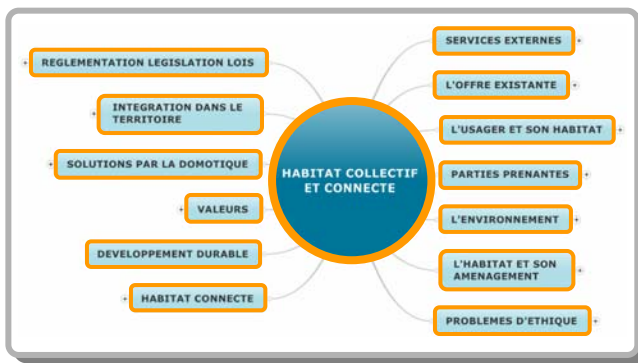 HABITAT COLLECTIF
ET CONNECTE
REGLEMENTATION LEGISLATION LOIS
INTEGRATION DANS LE
TERRITOIRE
SOLUTIONS PAR LA DOMOTIQUE
VALEURS
DEVELOPPEMENT DURABLE
HABITAT CONNECTE
SERVICES EXTERNES
L'OFFRE EXISTANTE
L'USAGER ET SON HABITAT
PARTIES PRENANTES
L'ENVIRONNEMENT
L'HABITAT ET SON
AMENAGEMENT
PROBLEMES D'ETHIQUE